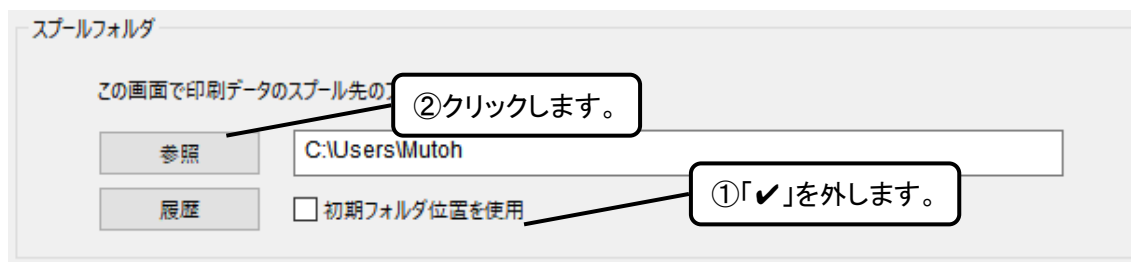 スプールフォルダ
この画面で印刷データのスプール先の
②クリックします。
参照
C:\Users\Mutoh
①「✔」を外します。
履歴
初期フォルダ位置を使用